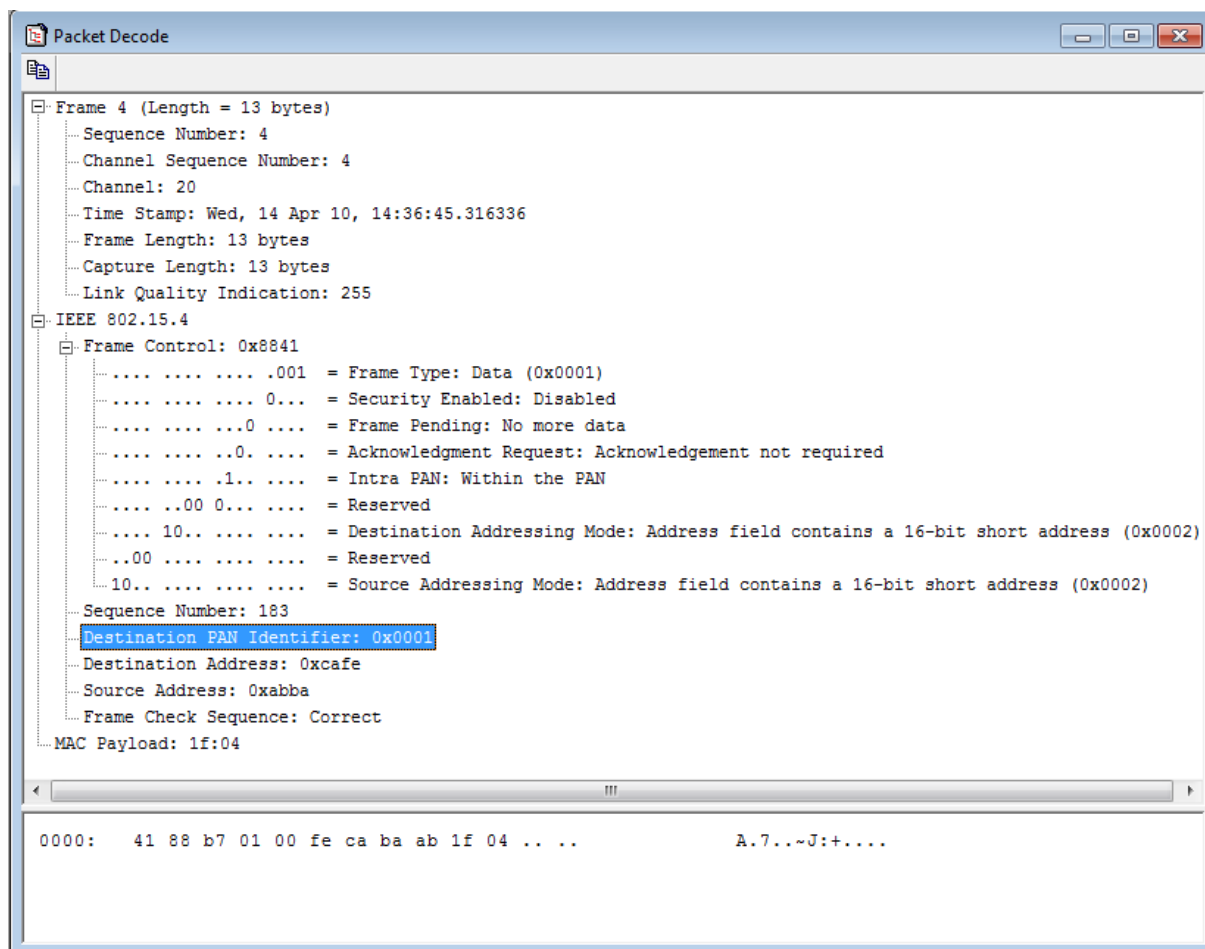 Packet Decode
Frame 4 (Length = 13 bytes)
Sequence Number: 4
Channel Sequence Number: 4
Channel: 20
Time Stamp: Wed, 14 Apr 10, 14:36:45.316336
Frame Length: 13 bytes
Capture Length: 13 bytes
Link Quality Indication: 255
IEEE 802.15.4
Frame Control: 0x8841
.... .... .... .001 = Frame Type: Data (0x0001)
.... .... .... 0... = Security Enabled: Disabled
.... .... ...0 .... = Frame Pending: No more data
.... .... ..0. .... = Acknowledgment Request: Acknowledgement not required
.... .... .1.. .... = Intra PAN: Within the PAN
.... ..00 0... .... = Reserved
.... 10.. .... .... = Destination Addressing Mode: Address field contains a 16-bit short address (0x0002)
..00 .... .... .... = Reserved
10.. .... .... .... = Source Addressing Mode: Address field contains a 16-bit short address (0x0002)
Sequence Number: 183
Destination PAN Identifier: 0x0001
Destination Address: 0xcafe
Source Address: 0xabba
Frame Check Sequence: Correct
MAC Payload: 1f:04
0000: 41 88 b7 01 00 fe ca ba ab 1f 04 .. .. A.7..~J:+....